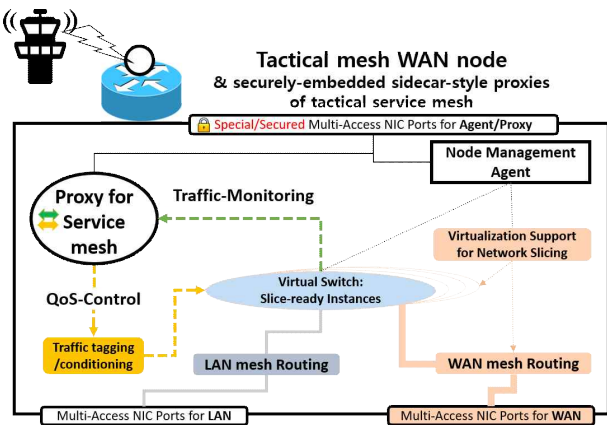 Tactical mesh WAN node
& securely-embedded sidecar-style proxies
of tactical service mesh
Special/Secured Multi-Access NIC Ports for Agent/Proxy
Node Management
Agent
Proxy for
Service
mesh
Traffic-Monitoring
Virtualization Support
for Network Slicing
Virtual Switch:
Slice-ready Instances
QoS-Control
Traffic tagging
/conditioning
LAN mesh Routing
WAN mesh Routing
Multi-Access NIC Ports for LAN
Multi-Access NIC Ports for WAN